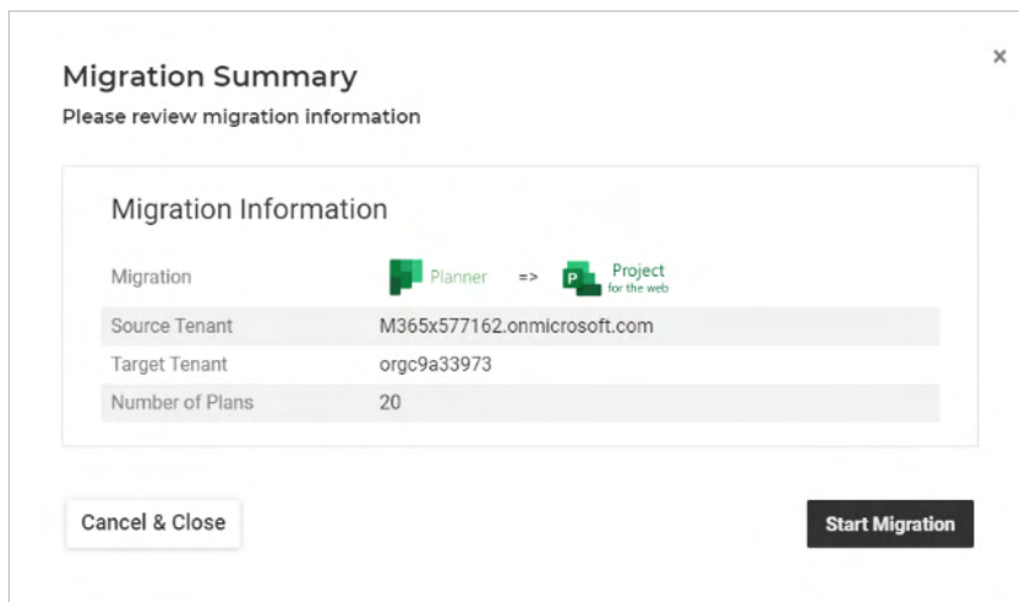 ×
Migration Summary
Please review migration information
Migration Information
Migration Planner => P Project
for the web
Source Tenant M365x577162.onmicrosoft.com
Target Tenant orgc9a33973
Number of Plans 20
Cancel & Close Start Migration